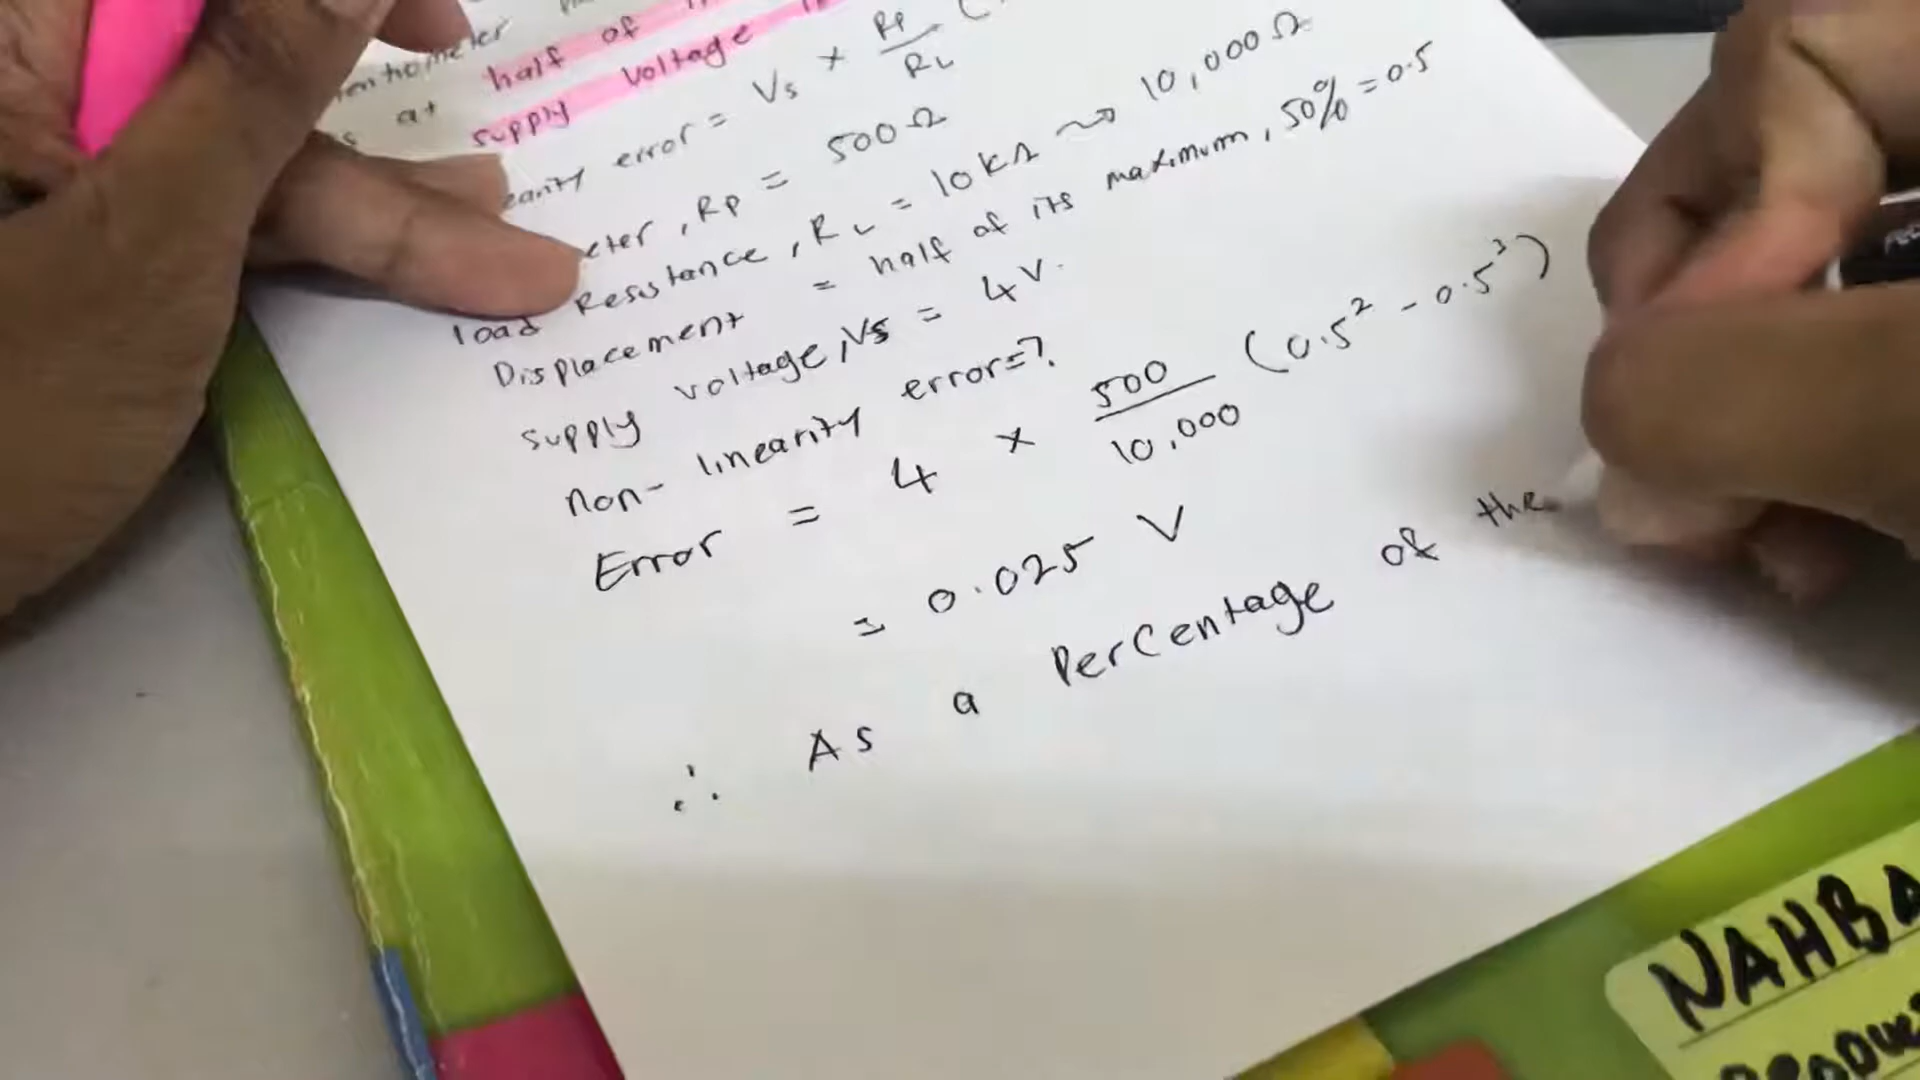 at half of
supply voltage
error = Vs × Rp/RL (
Rp = 500 Ω
load Resistance, RL = 10kΩ ⇝ 10,000 Ω
Displacement = half of its maximum, 50% = 0.5
supply voltage, Vs = 4V.
non-linearity error=?
Error = 4 × 500/10,000 (0.5² - 0.5³)
= 0.025 V
∴ As a Percentage of the
NAHBA